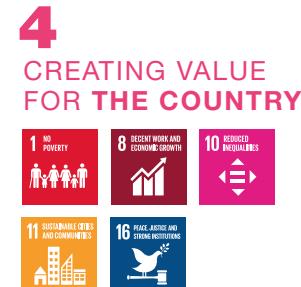 4
CREATING VALUE
FOR THE COUNTRY
1 NO
POVERTY
8 DECENT WORK AND
ECONOMIC GROWTH
10 REDUCED
INEQUALITIES
11 SUSTAINABLE CITIES
AND COMMUNITIES
16 PEACE, JUSTICE AND
STRONG INSTITUTIONS